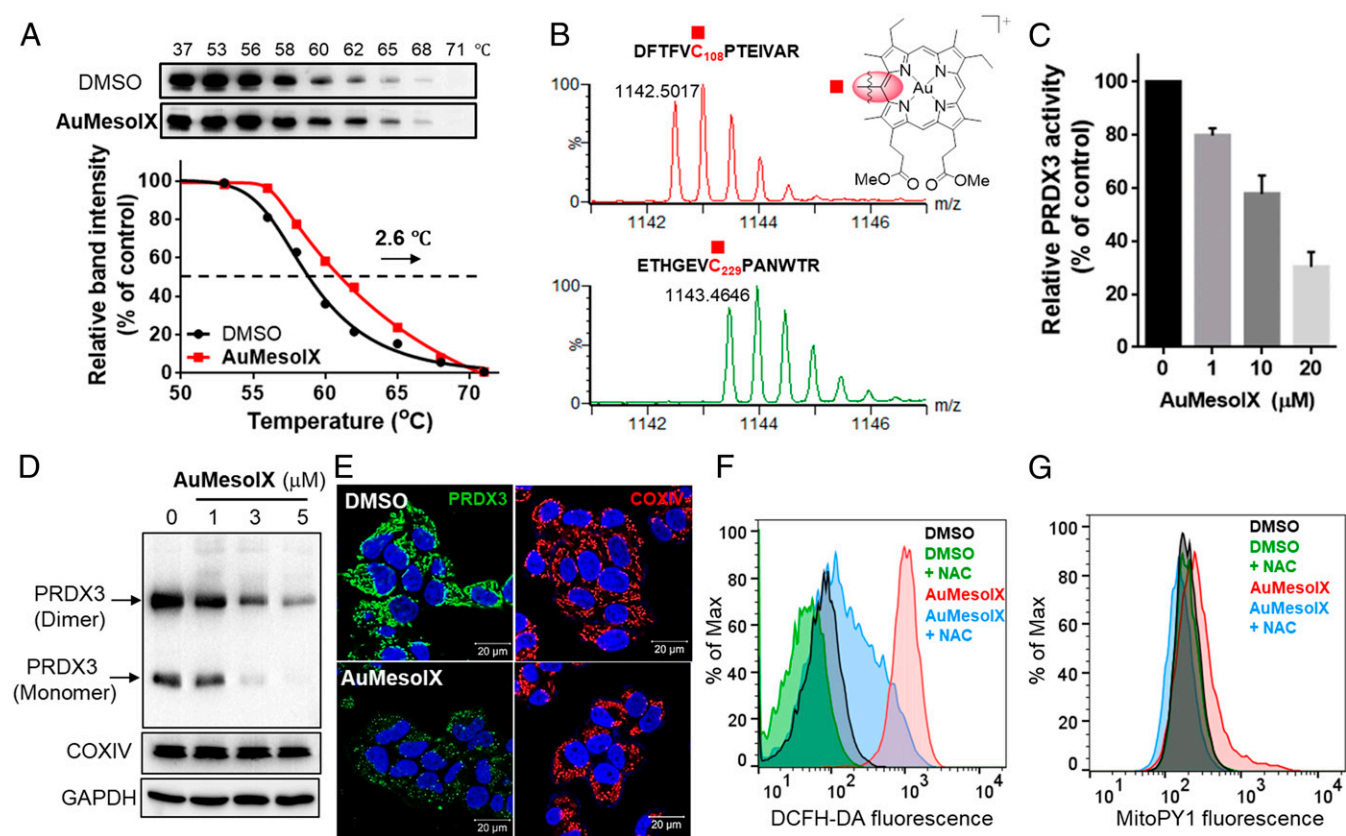 A
37 53 56 58 60 62 65 68 71 °C
DMSO
AuMesoIX
Relative band intensity
(% of control)
100
80
60
40
20
0
2.6 °C
DMSO
AuMesoIX
50 55 60 65 70
Temperature (°C)
B
DFTFVC108PTEIVAR
100
1142.5017
%
0
1142 1144 1146
m/z
N
N
Au
N
N
+
MeO
O
O
OMe
ETHGEVC229PANWTR
100
1143.4646
%
0
1142 1144 1146
m/z
C
Relative PRDX3 activity
(% of control)
100
80
60
40
20
0
0 1 10 20
AuMesoIX (μM)
D
AuMesoIX (μM)
0 1 3 5
PRDX3
(Dimer)
PRDX3
(Monomer)
COXIV
GAPDH
E
DMSO
PRDX3
20 μm
COXIV
20 μm
AuMesoIX
20 μm
20 μm
F
% of Max
100
80
60
40
20
0
DMSO
DMSO
+ NAC
AuMesoIX
AuMesoIX
+ NAC
10¹ 10² 10³ 10⁴
DCFH-DA fluorescence
G
% of Max
100
80
60
40
20
0
DMSO
DMSO
+ NAC
AuMesoIX
AuMesoIX
+ NAC
10¹ 10² 10³ 10⁴
MitoPY1 fluorescence